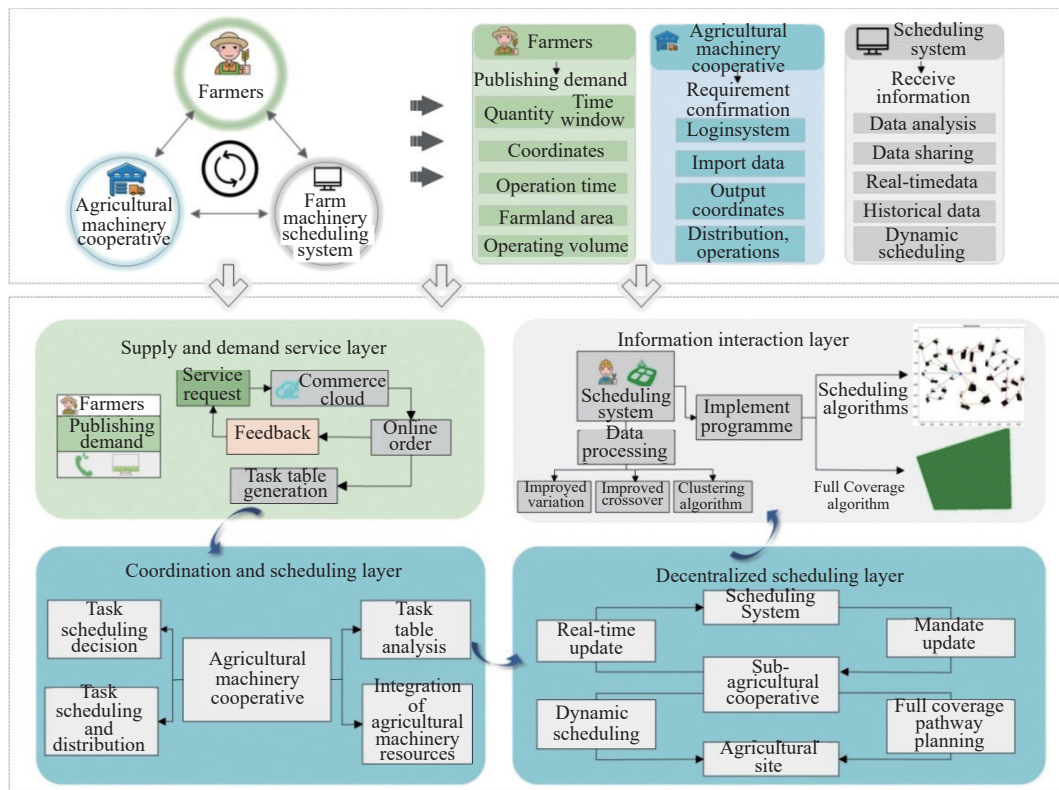 Farmers
Agricultural
machinery
cooperative
Farm
machinery
scheduling
system
Farmers
Publishing demand
Quantity
Time
window
Coordinates
Operation time
Farmland area
Operating volume
Agricultural
machinery
cooperative
Requirement
confirmation
Loginsystem
Import data
Output
coordinates
Distribution,
operations
Scheduling
system
Receive
information
Data analysis
Data sharing
Real-timedata
Historical data
Dynamic
scheduling
Supply and demand service layer
Farmers
Publishing
demand
Service
request
Commerce
cloud
Feedback
Online
order
Task table
generation
Information interaction layer
Scheduling
system
Data
processing
Improyed
variation
Improyed
crossover
Clustering
algorithm
Implement
programme
Scheduling
algorithms
Full Coverage
algorithm
Coordination and scheduling layer
Task
scheduling
decision
Task
scheduling
and
distribution
Agricultural
machinery
cooperative
Task
table
analysis
Integration
of
agricultural
machinery
resources
Decentralized scheduling layer
Scheduling
System
Real-time
update
Mandate
update
Sub-
agricultural
cooperative
Dynamic
scheduling
Full coverage
pathway
planning
Agricultural
site